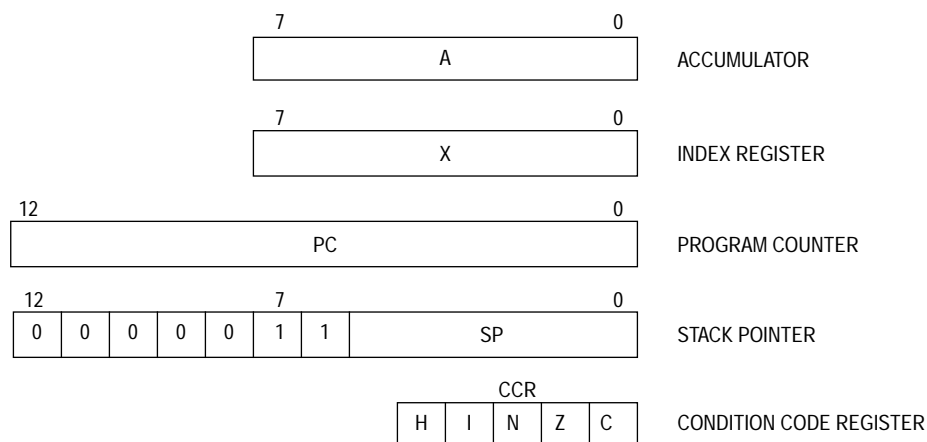 7 0
A ACCUMULATOR
7 0
X INDEX REGISTER
12 0
PC PROGRAM COUNTER
12 7 0
0 0 0 0 0 1 1 SP STACK POINTER
CCR
H I N Z C CONDITION CODE REGISTER